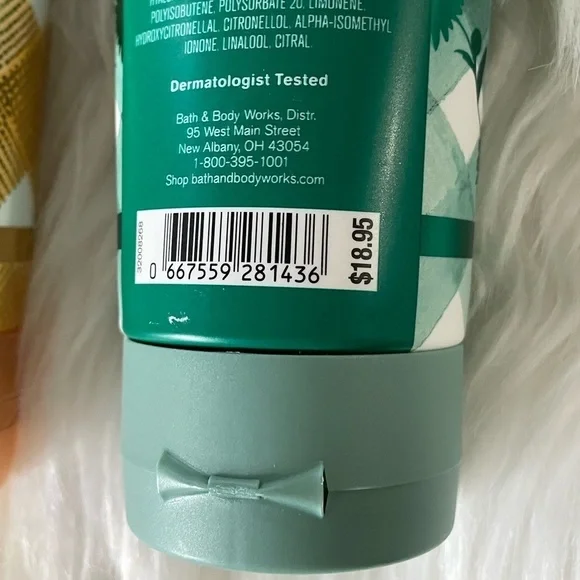 POLYISOBUTENE, POLYSORBATE 20, LIMONENE,
HYDROXYCITRONELLAL, CITRONELLOL, ALPHA-ISOMETHYL
IONONE, LINALOOL, CITRAL.
Dermatologist Tested
Bath & Body Works, Distr.
95 West Main Street
New Albany, OH 43054
1-800-395-1001
Shop bathandbodyworks.com
32008268
0 667559 281436
$18.95